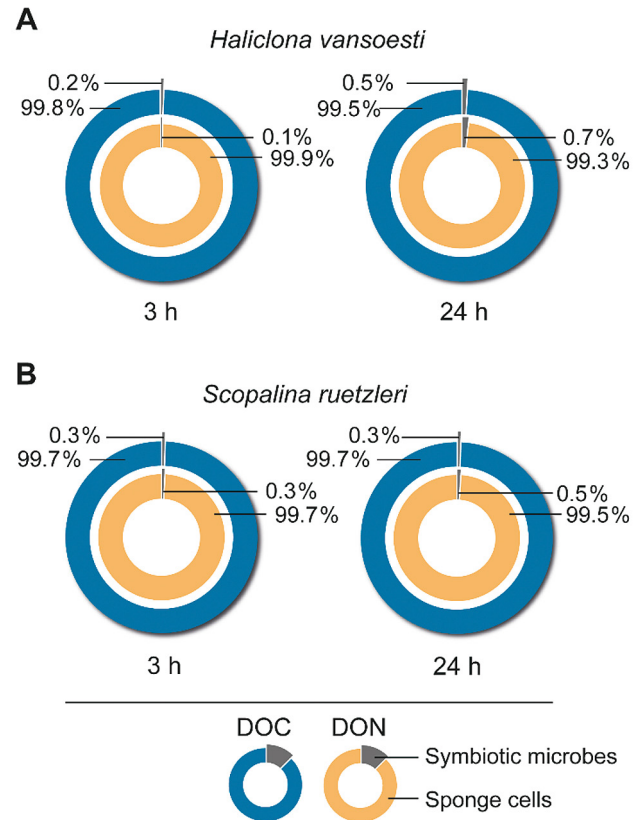 A
Haliclona vansoesti
0.2%
99.8%
0.1%
99.9%
3 h
0.5%
99.5%
0.7%
99.3%
24 h
B
Scopalina ruetzleri
0.3%
99.7%
0.3%
99.7%
3 h
0.3%
99.7%
0.5%
99.5%
24 h
DOC
DON
Symbiotic microbes
Sponge cells